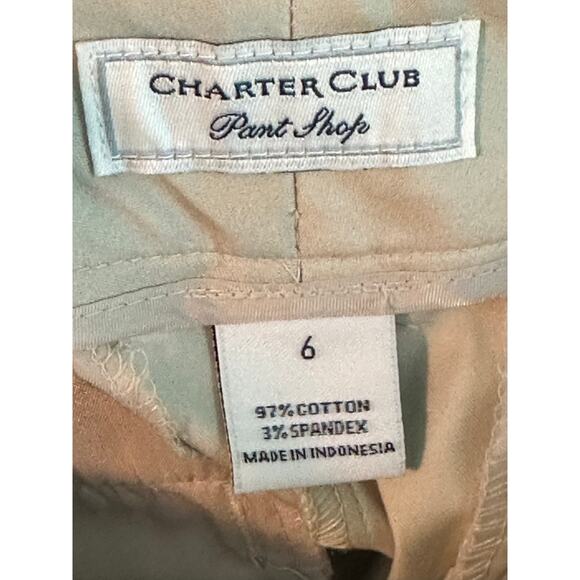 CHARTER CLUB
Pant Shop
6
97% COTTON
3% SPANDEX
MADE IN INDONESIA